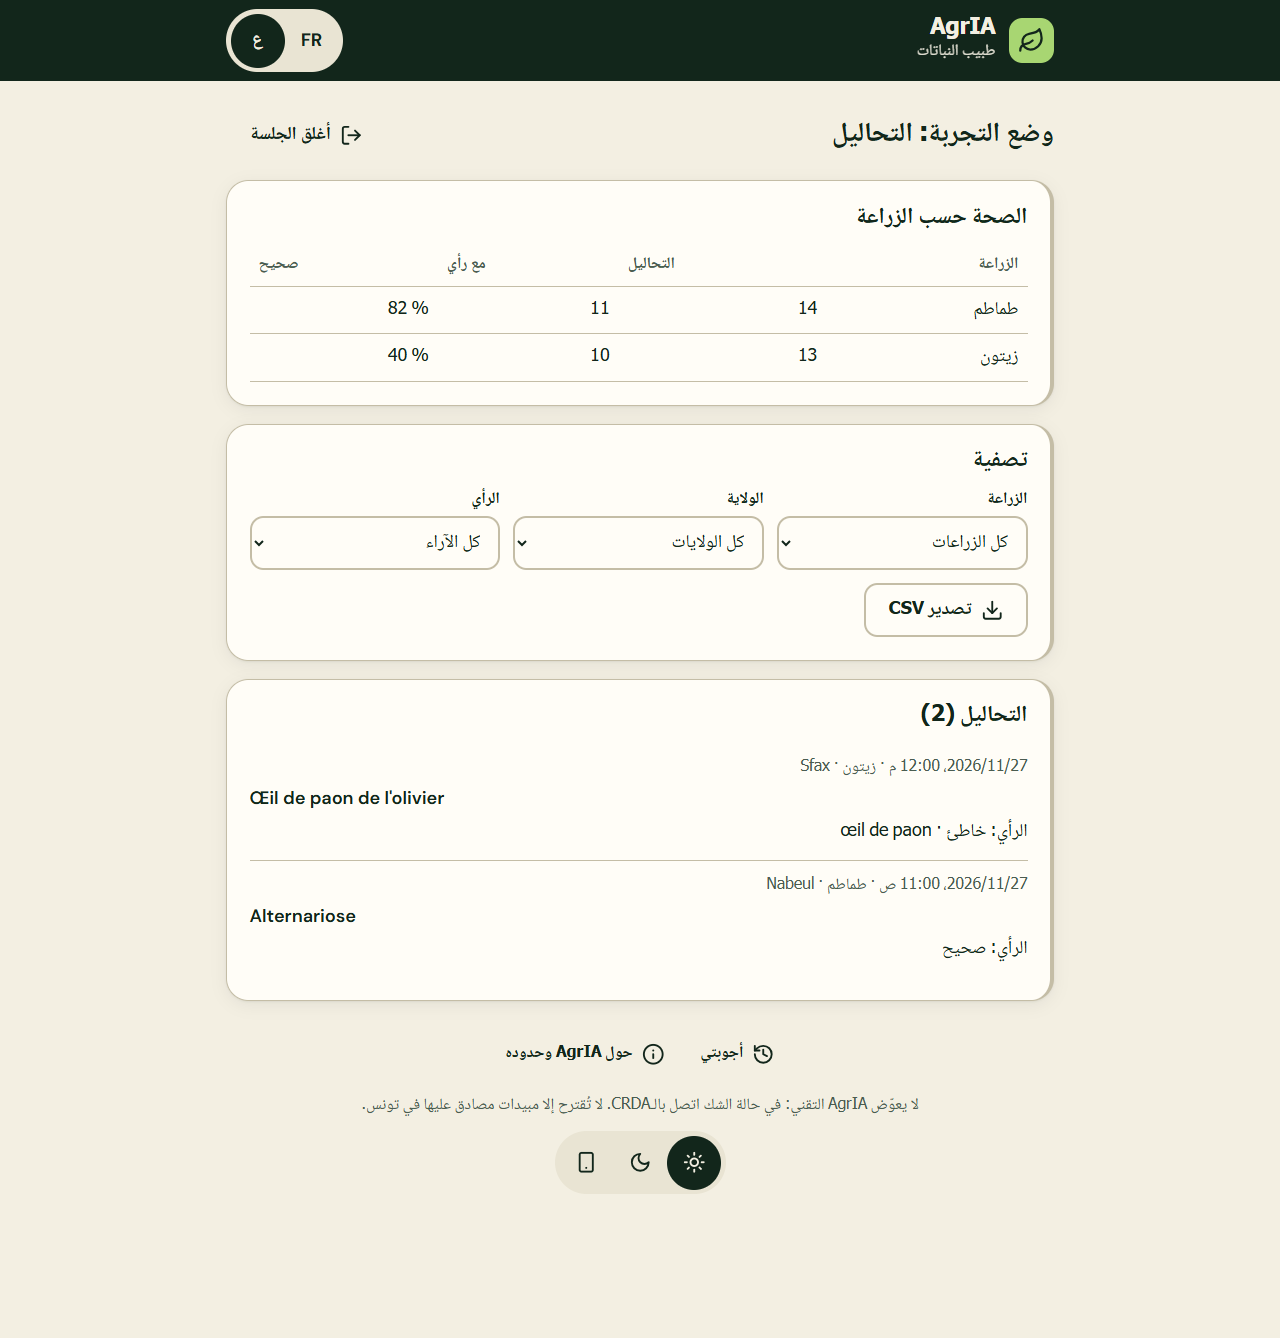 AgrIA
طبيب النباتات
FR
ع
وضع التجربة: التحاليل
أغلق الجلسة
الصحة حسب الزراعة
الزراعة التحاليل مع رأي صحيح
طماطم 14 11 82 %
زيتون 13 10 40 %
تصفية
الزراعة الولاية الرأي
كل الزراعات كل الولايات كل الآراء
تصدير CSV
التحاليل (2)
2026/11/27، 12:00 م · زيتون · Sfax
Œil de paon de l'olivier
الرأي: خاطئ · œil de paon
2026/11/27، 11:00 ص · طماطم · Nabeul
Alternariose
الرأي: صحيح
أجوبتي
حول AgrIA وحدوده
لا يعوّض AgrIA التقني: في حالة الشك اتصل بالـCRDA. لا تُقترح إلا مبيدات مصادق عليها في تونس.